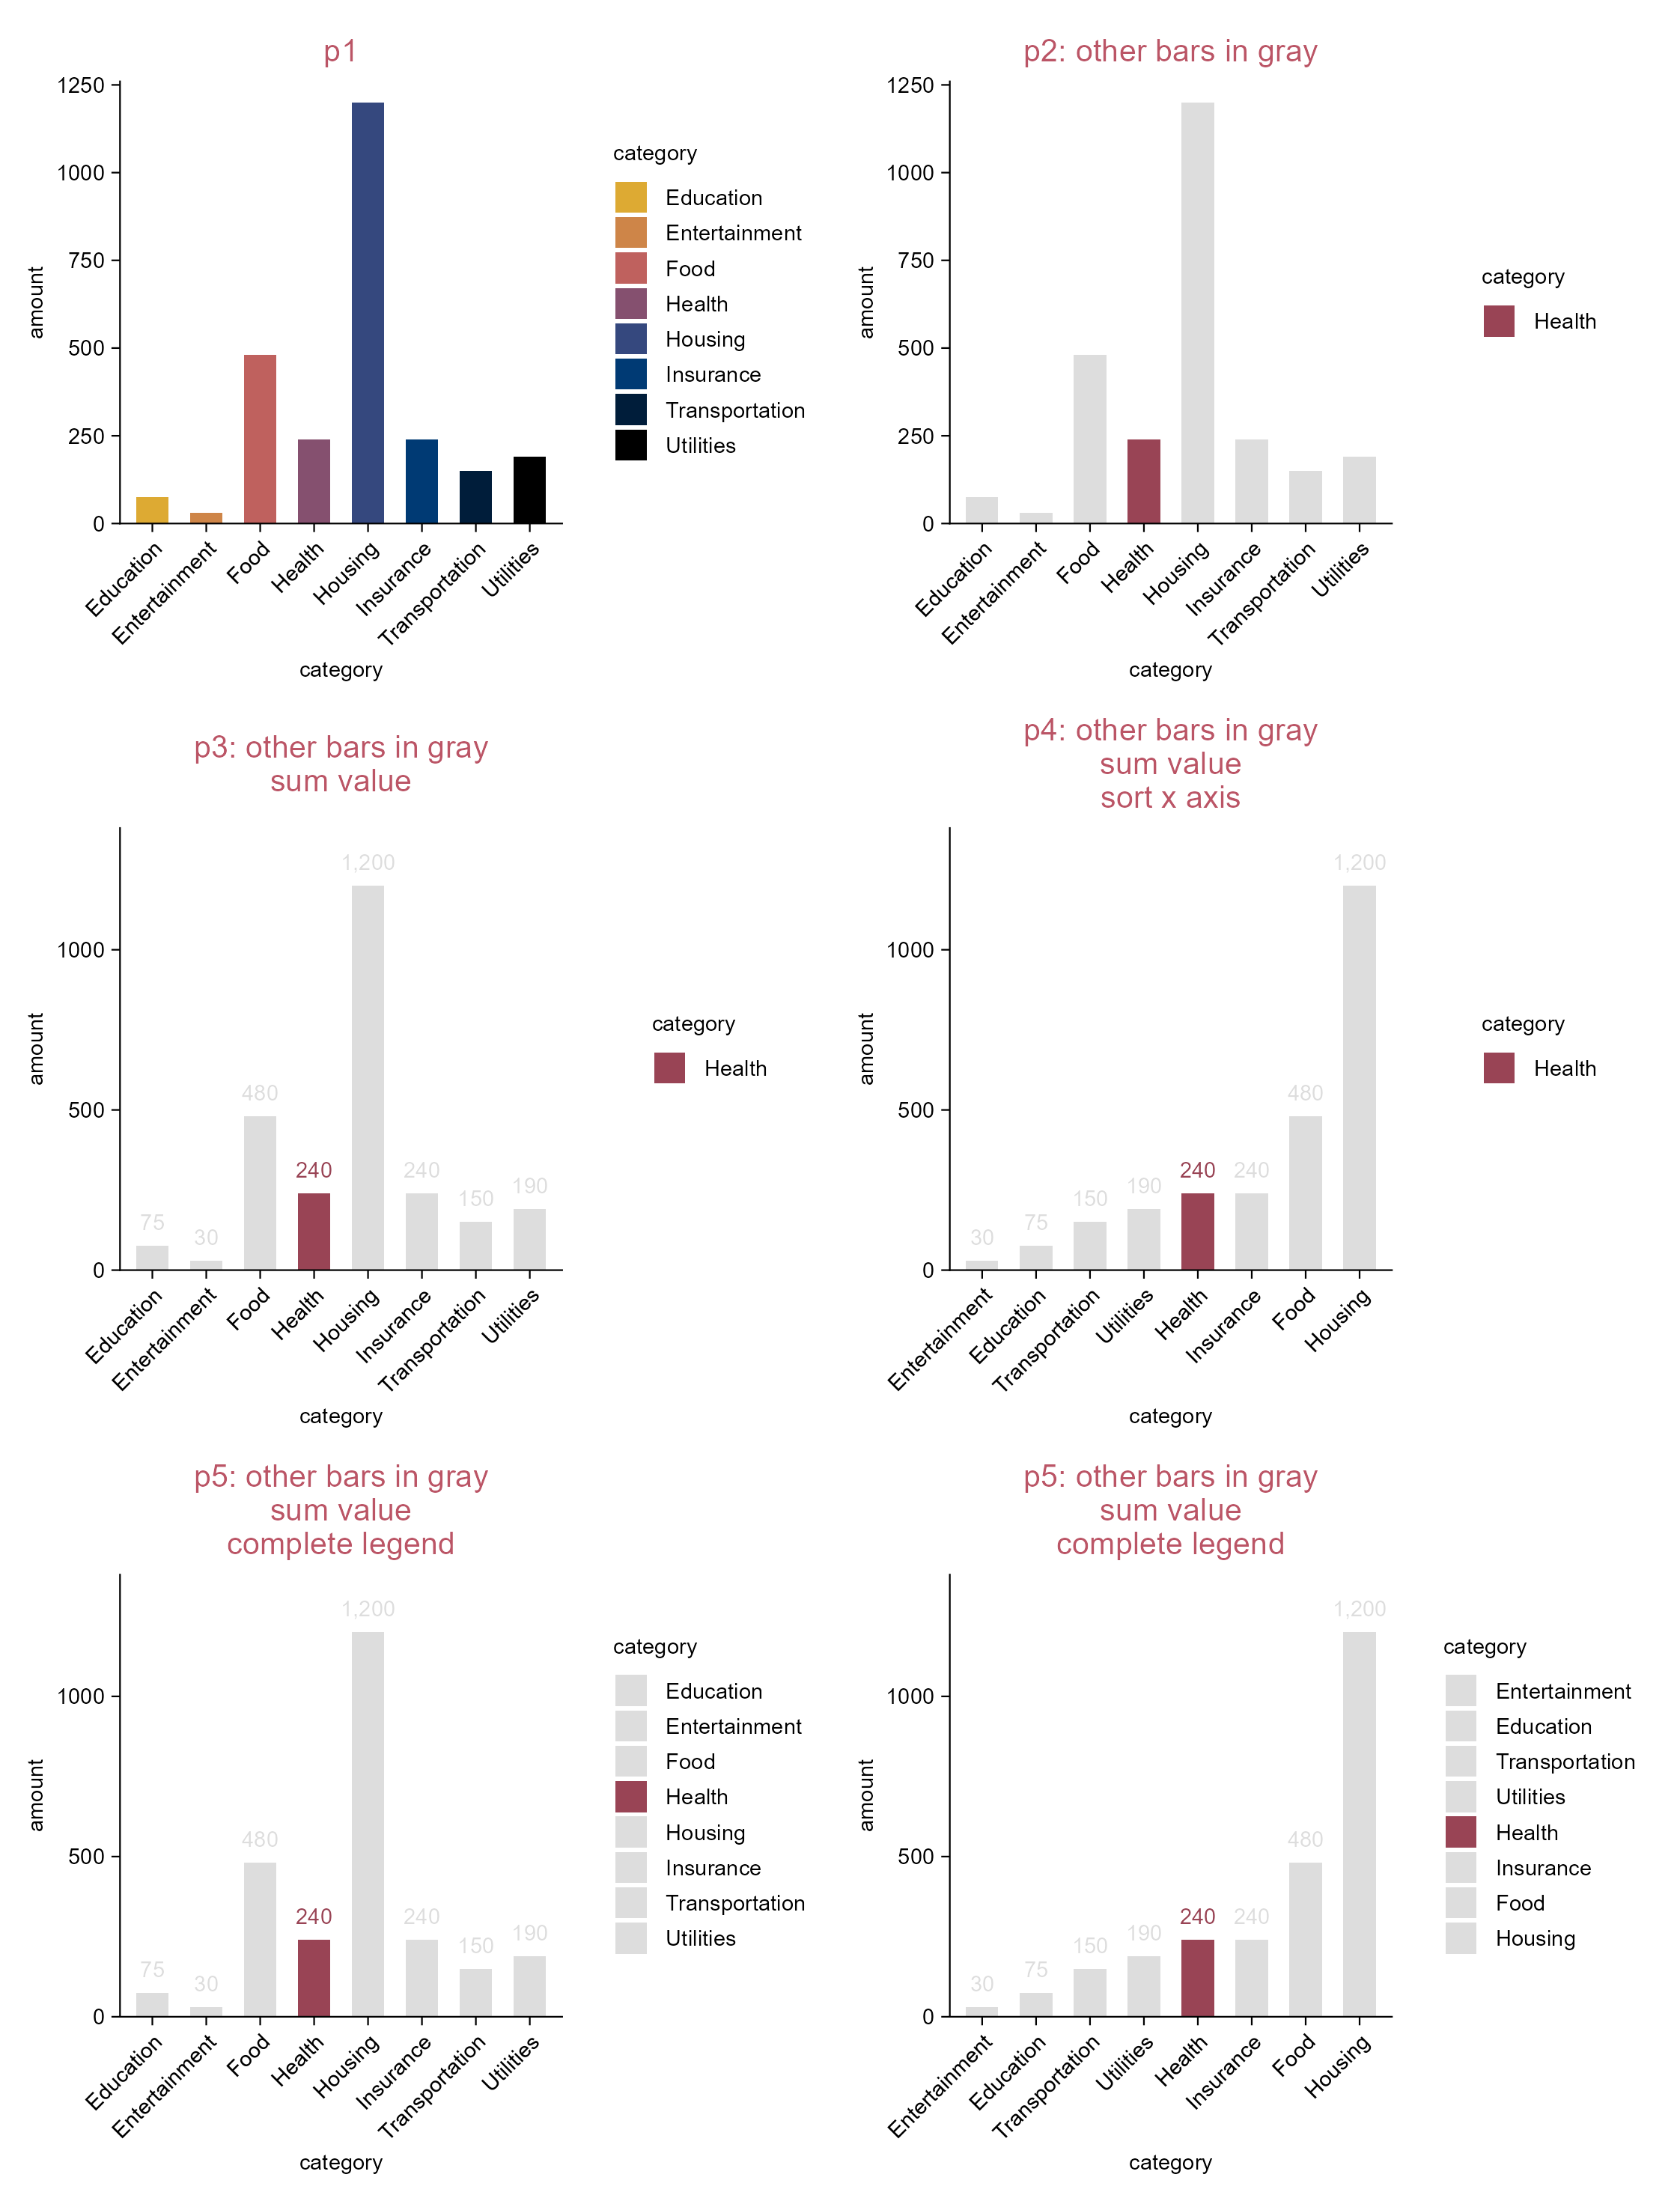 p1
1250
1000
750
500
250
0
amount
Education
Entertainment
Food
Health
Housing
Insurance
Transportation
Utilities
category
category
Education
Entertainment
Food
Health
Housing
Insurance
Transportation
Utilities
p2: other bars in gray
1250
1000
750
500
250
0
amount
Education
Entertainment
Food
Health
Housing
Insurance
Transportation
Utilities
category
category
Health
p3: other bars in gray
sum value
1000
500
0
amount
75
30
480
240
1,200
240
150
190
Education
Entertainment
Food
Health
Housing
Insurance
Transportation
Utilities
category
category
Health
p4: other bars in gray
sum value
sort x axis
1000
500
0
amount
30
75
150
190
240
240
480
1,200
Entertainment
Education
Transportation
Utilities
Health
Insurance
Food
Housing
category
category
Health
p5: other bars in gray
sum value
complete legend
1000
500
0
amount
75
30
480
240
1,200
240
150
190
Education
Entertainment
Food
Health
Housing
Insurance
Transportation
Utilities
category
category
Education
Entertainment
Food
Health
Housing
Insurance
Transportation
Utilities
p5: other bars in gray
sum value
complete legend
1000
500
0
amount
30
75
150
190
240
240
480
1,200
Entertainment
Education
Transportation
Utilities
Health
Insurance
Food
Housing
category
category
Entertainment
Education
Transportation
Utilities
Health
Insurance
Food
Housing